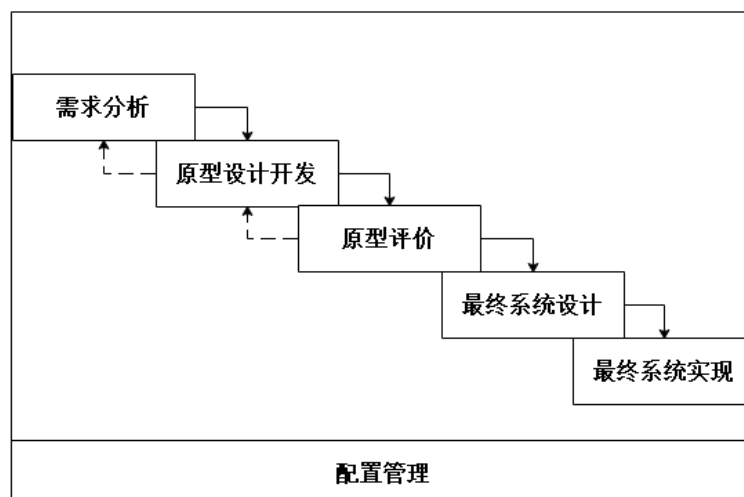 需求分析
原型设计开发
原型评价
最终系统设计
最终系统实现
配置管理